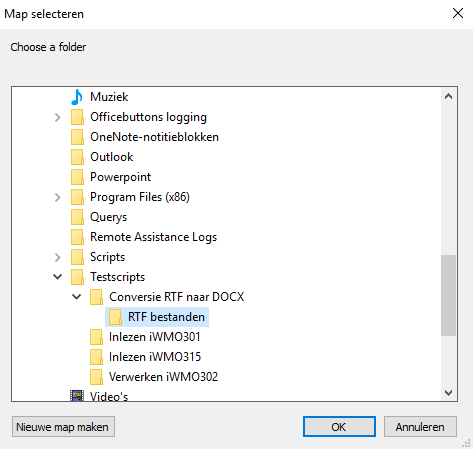 Map selecteren
Choose a folder
Muziek
Officebuttons logging
OneNote-notitieblokken
Outlook
Powerpoint
Program Files (x86)
Querys
Remote Assistance Logs
Scripts
Testscripts
Conversie RTF naar DOCX
RTF bestanden
Inlezen iWMO301
Inlezen iWMO315
Verwerken iWMO302
Video's
Nieuwe map maken
OK
Annuleren